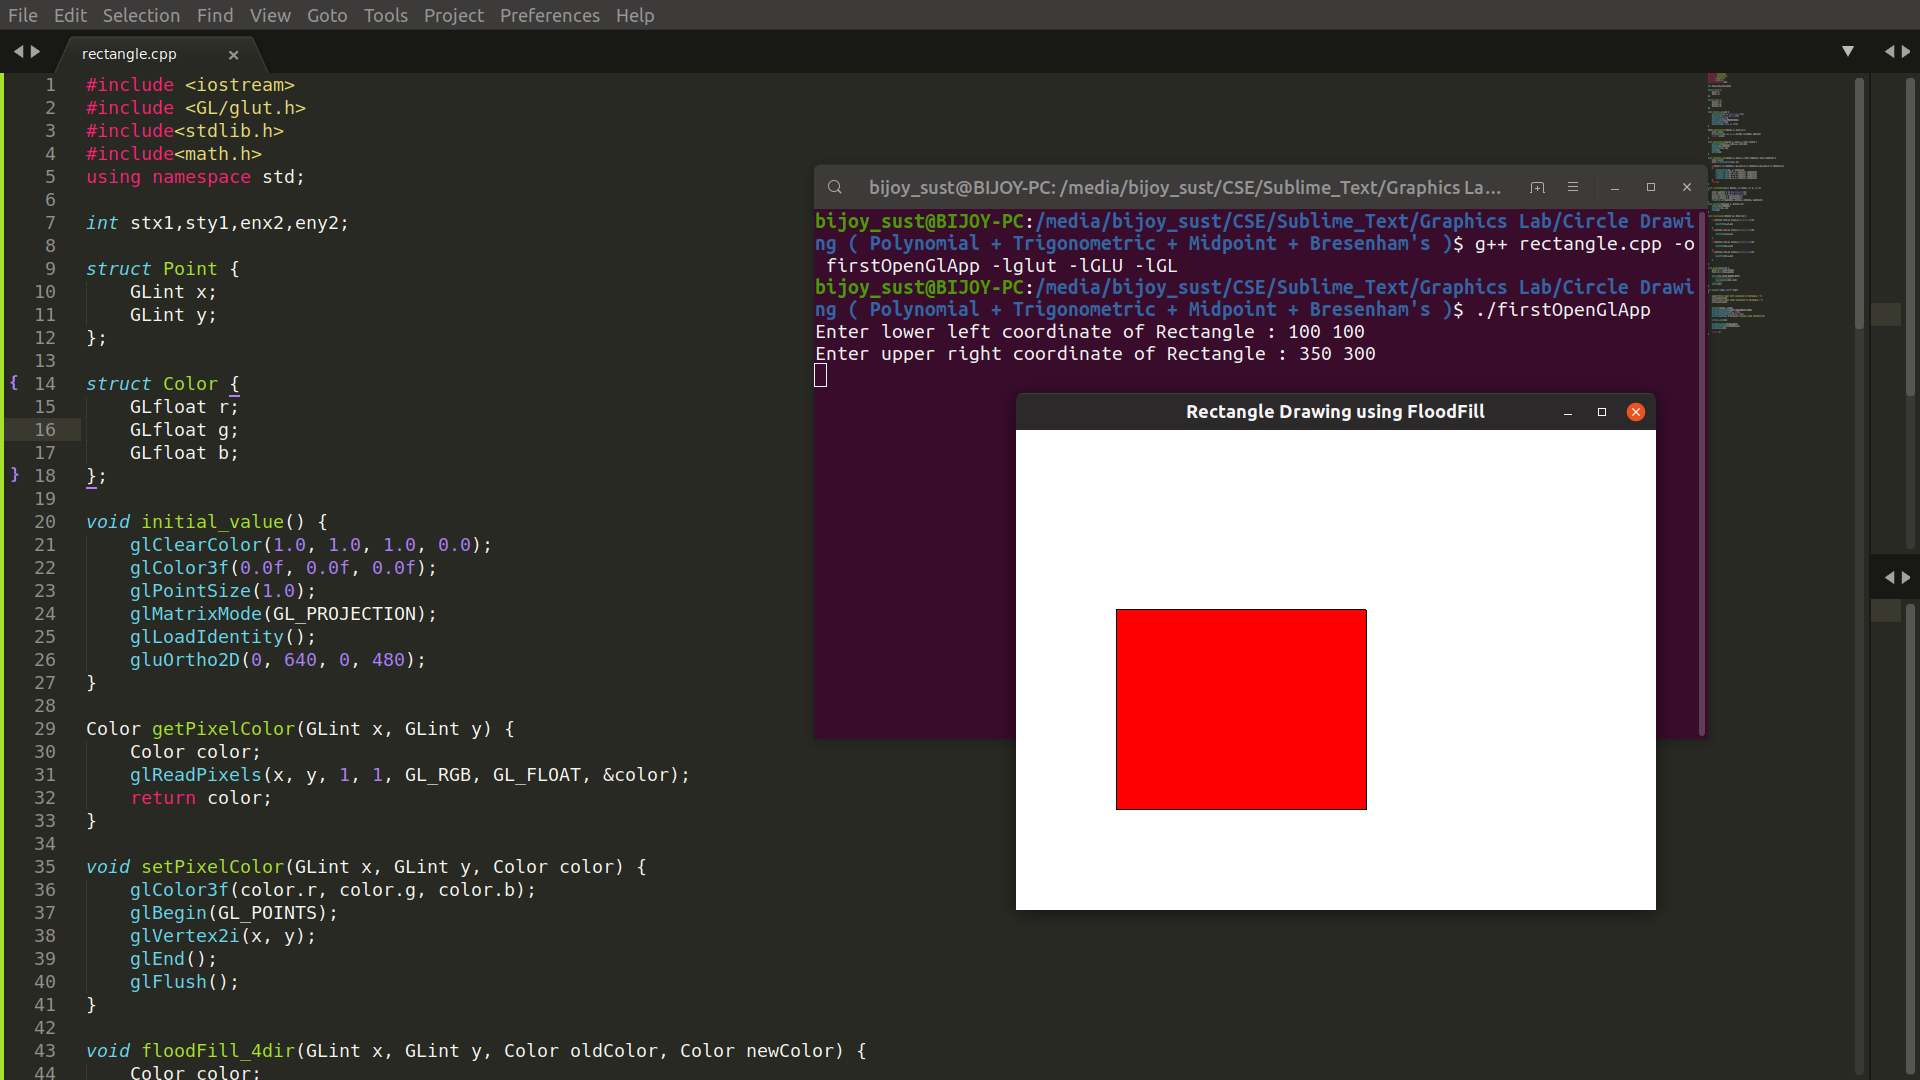 File Edit Selection Find View Goto Tools Project Preferences Help
rectangle.cpp
1 #include <iostream>
2 #include <GL/glut.h>
3 #include<stdlib.h>
4 #include<math.h>
5 using namespace std;
6
7 int stx1,sty1,enx2,eny2;
8
9 struct Point {
10 GLint x;
11 GLint y;
12 };
13
14 struct Color {
15 GLfloat r;
16 GLfloat g;
17 GLfloat b;
18 };
19
20 void initial_value() {
21 glClearColor(1.0, 1.0, 1.0, 0.0);
22 glColor3f(0.0f, 0.0f, 0.0f);
23 glPointSize(1.0);
24 glMatrixMode(GL_PROJECTION);
25 glLoadIdentity();
26 gluOrtho2D(0, 640, 0, 480);
27 }
28
29 Color getPixelColor(GLint x, GLint y) {
30 Color color;
31 glReadPixels(x, y, 1, 1, GL_RGB, GL_FLOAT, &color);
32 return color;
33 }
34
35 void setPixelColor(GLint x, GLint y, Color color) {
36 glColor3f(color.r, color.g, color.b);
37 glBegin(GL_POINTS);
38 glVertex2i(x, y);
39 glEnd();
40 glFlush();
41 }
42
43 void floodFill_4dir(GLint x, GLint y, Color oldColor, Color newColor) {
44 Color color;
bijoy_sust@BIJOY-PC: /media/bijoy_sust/CSE/Sublime_Text/Graphics La...
bijoy_sust@BIJOY-PC:/media/bijoy_sust/CSE/Sublime_Text/Graphics Lab/Circle Drawi
ng ( Polynomial + Trigonometric + Midpoint + Bresenham's )$ g++ rectangle.cpp -o
firstOpenGlApp -lglut -lGLU -lGL
bijoy_sust@BIJOY-PC:/media/bijoy_sust/CSE/Sublime_Text/Graphics Lab/Circle Drawi
ng ( Polynomial + Trigonometric + Midpoint + Bresenham's )$ ./firstOpenGlApp
Enter lower left coordinate of Rectangle : 100 100
Enter upper right coordinate of Rectangle : 350 300
Rectangle Drawing using FloodFill